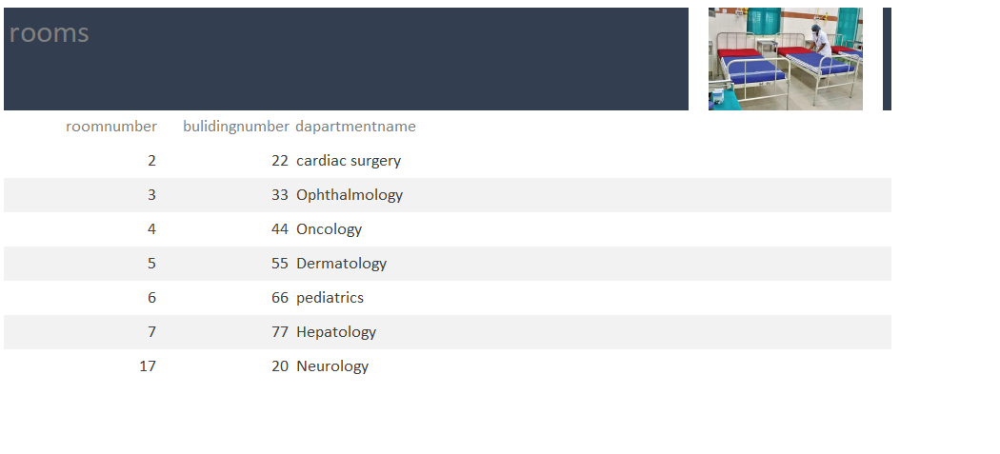 rooms
roomnumber bulidingnumber dapartmentname
2 22 cardiac surgery
3 33 Ophthalmology
4 44 Oncology
5 55 Dermatology
6 66 pediatrics
7 77 Hepatology
17 20 Neurology